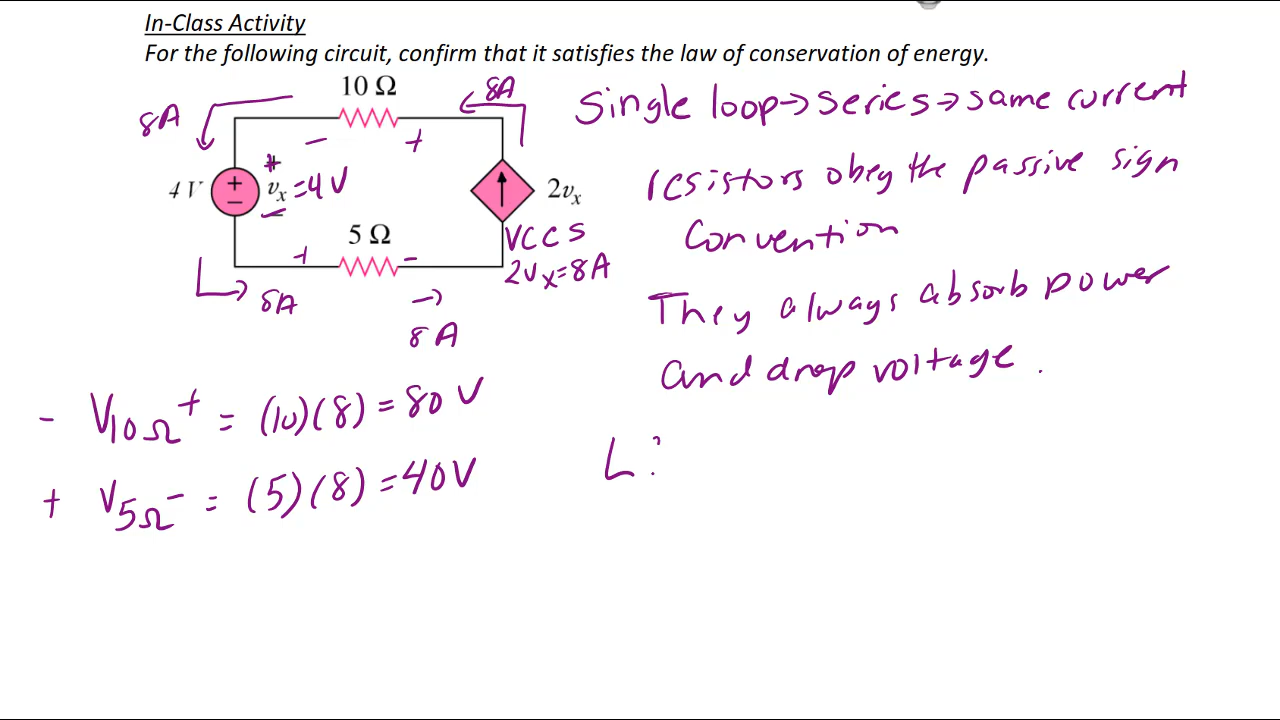 In-Class Activity
For the following circuit, confirm that it satisfies the law of conservation of energy.
10 Ω
8A
8A
Single loop→series→same current
− +
+
4 V
+
−
vx = 4V
−
2vx
resistors obey the passive sign
convention
5 Ω
VCCS
+ −
2vx=8A
8A
→
8A
They always absorb power
and drop voltage.
− V10Ω + = (10)(8) = 80 V
+ V5Ω − = (5)(8) = 40V